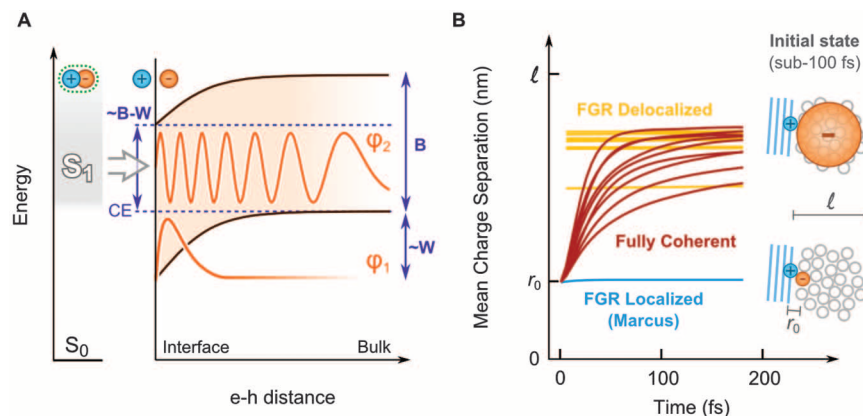 A
Energy
S1
S0
+
-
+
-
~B-W
CE
φ2
φ1
B
~W
Interface
Bulk
e-h distance
B
Mean Charge Separation (nm)
ℓ
r0
0
FGR Delocalized
Fully Coherent
FGR Localized
(Marcus)
0
100
200
Time (fs)
Initial state
(sub-100 fs)
+
-
ℓ
+
-
r0